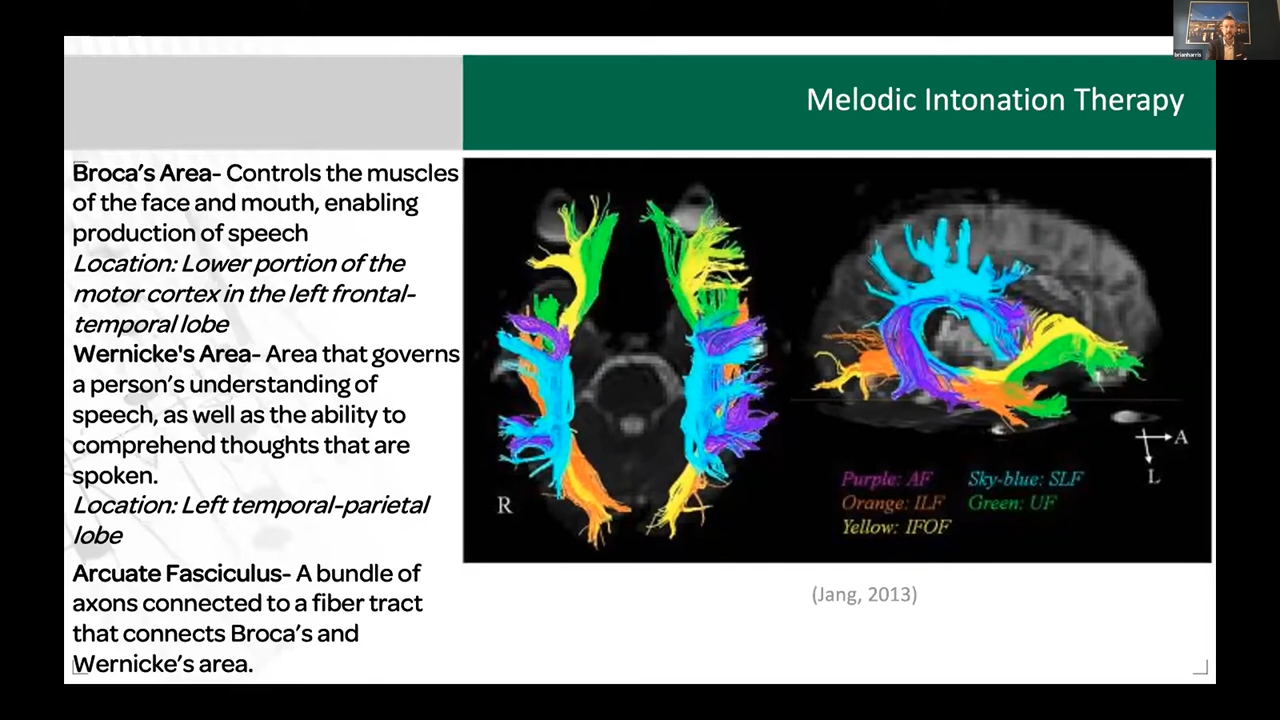 brianharris
Melodic Intonation Therapy
Broca's Area- Controls the muscles
of the face and mouth, enabling
production of speech
Location: Lower portion of the
motor cortex in the left frontal-
temporal lobe
Wernicke's Area- Area that governs
a person's understanding of
speech, as well as the ability to
comprehend thoughts that are
spoken.
Location: Left temporal-parietal
lobe
Arcuate Fasciculus- A bundle of
axons connected to a fiber tract
that connects Broca's and
Wernicke's area.
R
A
L
Purple: AF Sky-blue: SLF
Orange: ILF Green: UF
Yellow: IFOF
(Jang, 2013)